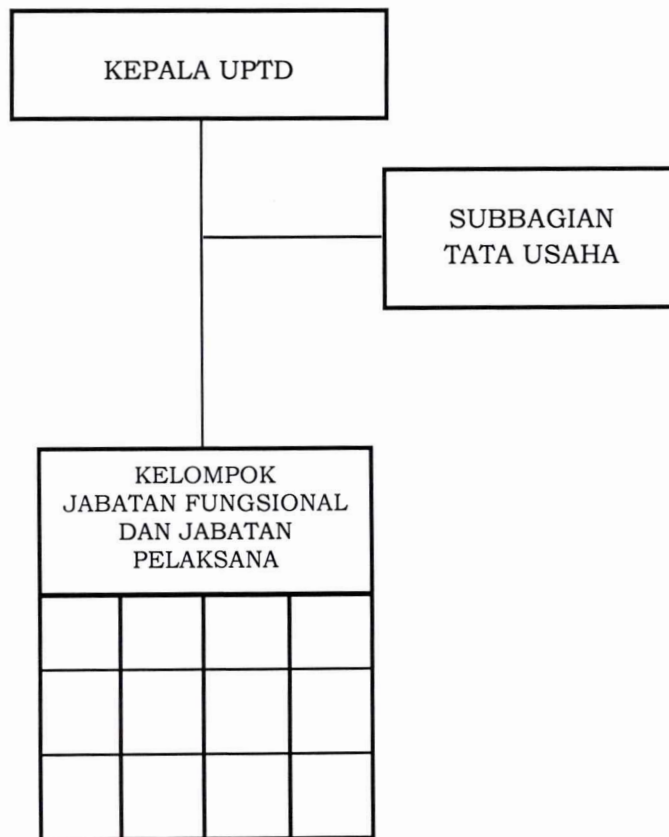 KEPALA UPTD
SUBBAGIAN
TATA USAHA
KELOMPOK
JABATAN FUNGSIONAL
DAN JABATAN
PELAKSANA